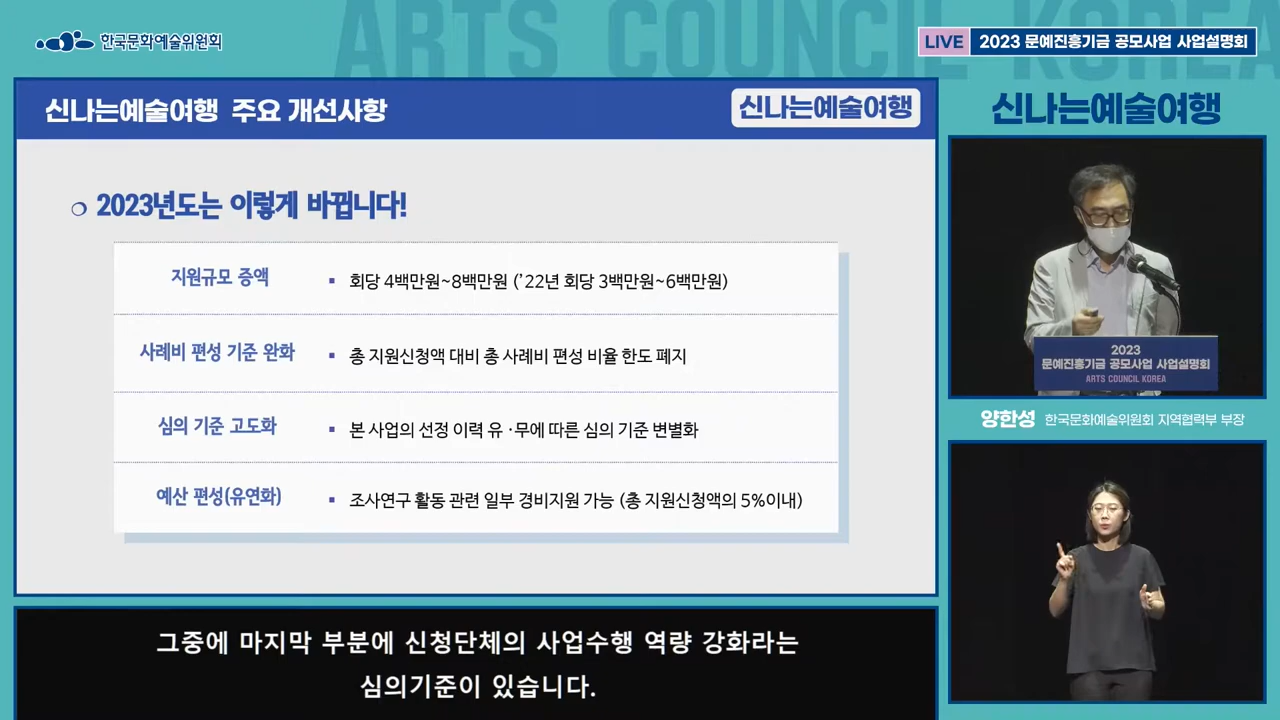 ARTS COUNCIL KOREA
한국문화예술위원회
LIVE 2023 문예진흥기금 공모사업 사업설명회
신나는예술여행 주요 개선사항
신나는예술여행
신나는예술여행
2023년도는 이렇게 바뀝니다!
지원규모 증액 ▪ 회당 4백만원~8백만원 (’22년 회당 3백만원~6백만원)
사례비 편성 기준 완화 ▪ 총 지원신청액 대비 총 사례비 편성 비율 한도 폐지
심의 기준 고도화 ▪ 본 사업의 선정 이력 유 ·무에 따른 심의 기준 변별화
예산 편성(유연화) ▪ 조사연구 활동 관련 일부 경비지원 가능 (총 지원신청액의 5%이내)
2023
문예진흥기금 공모사업 사업설명회
ARTS COUNCIL KOREA
양한성 한국문화예술위원회 지역협력부 부장
그중에 마지막 부분에 신청단체의 사업수행 역량 강화라는
심의기준이 있습니다.